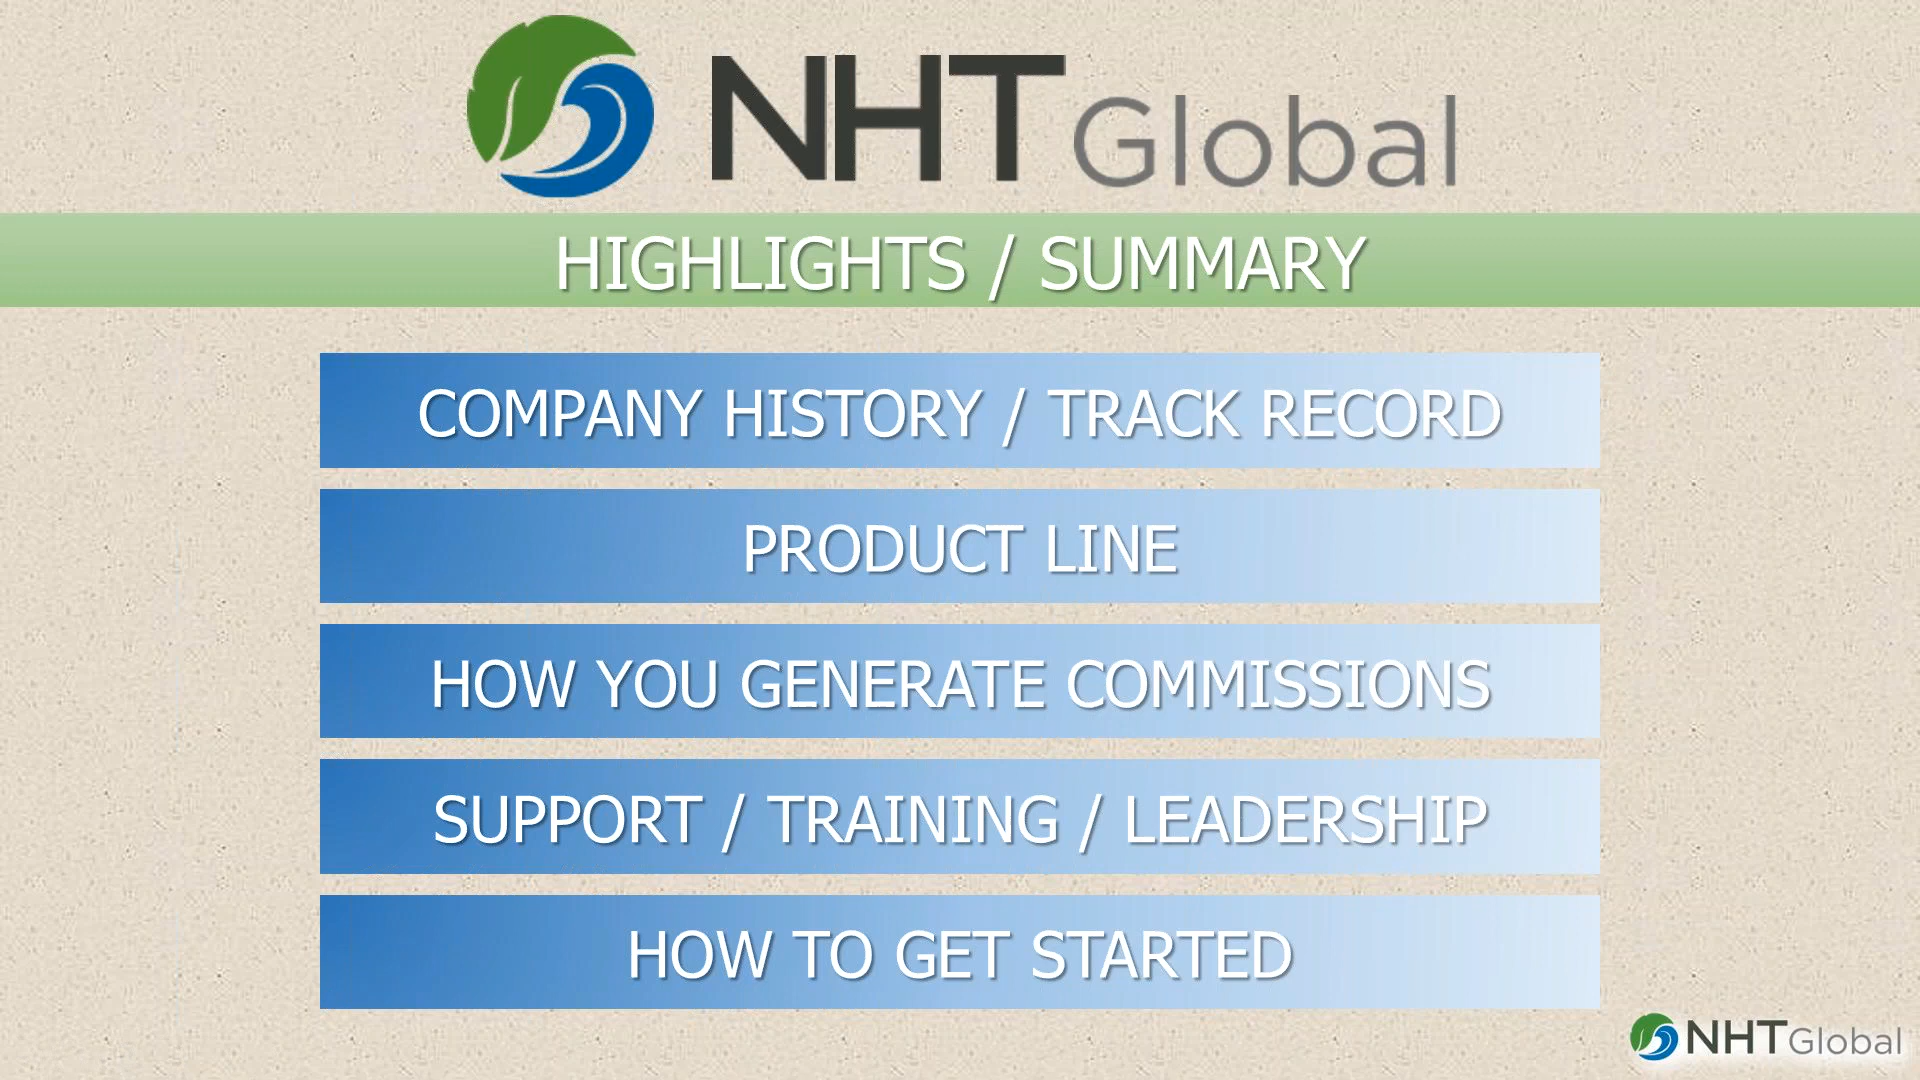 NHT Global
HIGHLIGHTS / SUMMARY
COMPANY HISTORY / TRACK RECORD
PRODUCT LINE
HOW YOU GENERATE COMMISSIONS
SUPPORT / TRAINING / LEADERSHIP
HOW TO GET STARTED
NHT Global